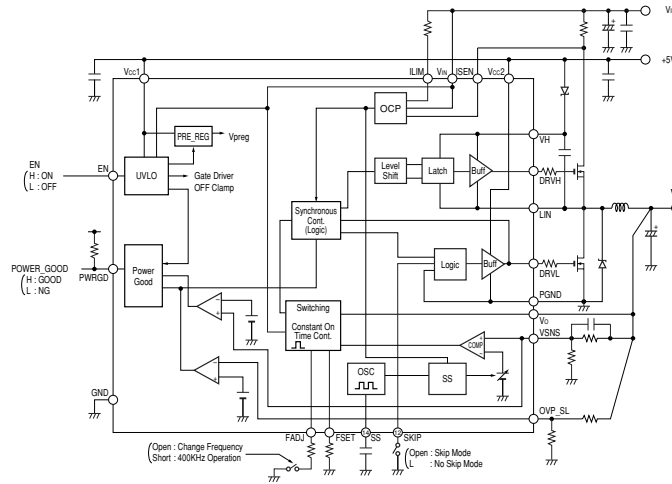 +5V
VCC1
ILIM
VIN
ISEN
VCC2
OCP
PRE_REG
Vpreg
VH
EN
H : ON
L : OFF
EN
UVLO
Gate Driver
OFF Clamp
Level
Shift
Latch
Buff
DRVH
LIN
Synchronous
Cont.
(Logic)
POWER_GOOD
H : GOOD
L : NG
PWRGD
Power
Good
Logic
Buff
DRVL
PGND
Switching
Constant On
Time Cont.
VO
VSNS
COMP
OSC
SS
GND
OVP_SL
FADJ
FSET
14
SS
13
SKIP
Open : Change Frequency
Short : 400KHz Operation
Open : Skip Mode
L : No Skip Mode